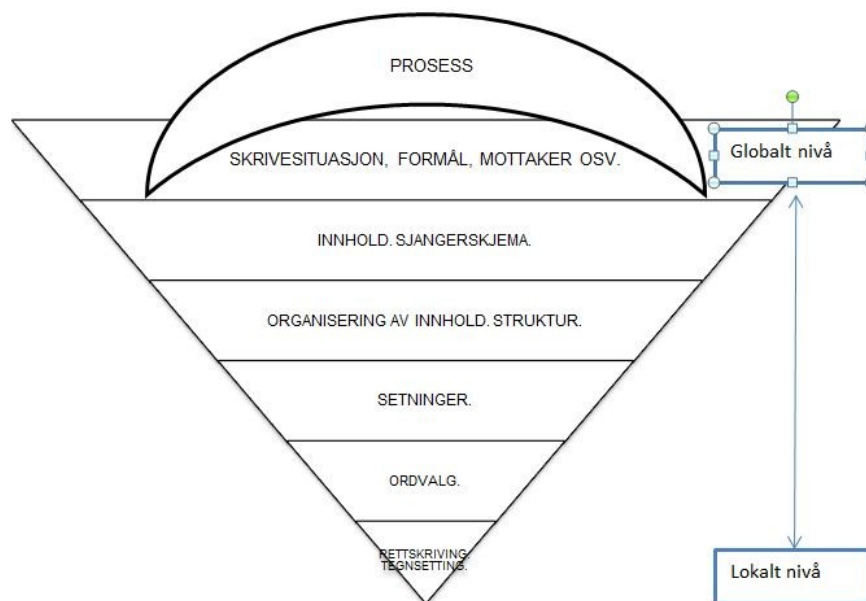 PROSESS
SKRIVESITUASJON, FORMÅL, MOTTAKER OSV.
Globalt nivå
INNHOLD. SJANGERSKJEMA.
ORGANISERING AV INNHOLD. STRUKTUR.
SETNINGER.
ORDVALG.
RETTSKRIVING.
TEGNSETTING.
Lokalt nivå